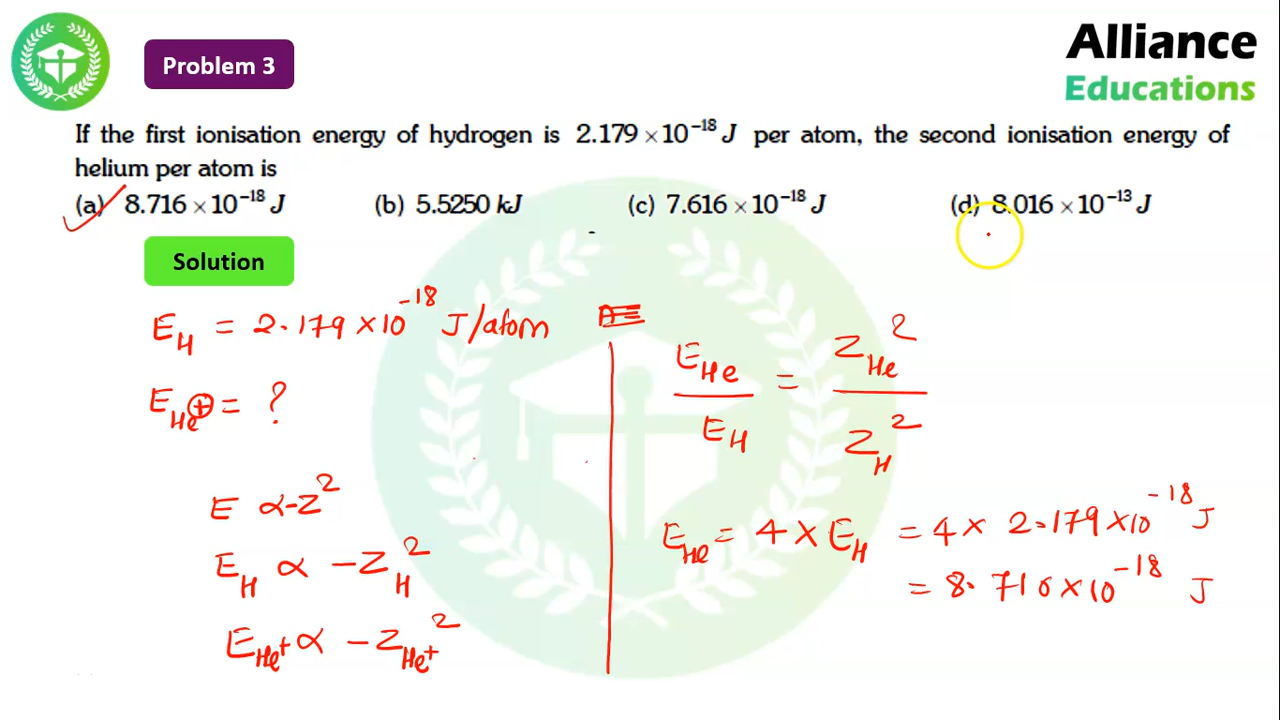 Problem 3
Alliance
Educations
If the first ionisation energy of hydrogen is 2.179 × 10⁻¹⁸ J per atom, the second ionisation energy of
helium per atom is
(a) 8.716 × 10⁻¹⁸ J (b) 5.5250 kJ (c) 7.616 × 10⁻¹⁸ J (d) 8.016 × 10⁻¹³ J
Solution
E_H = 2.179 × 10⁻¹⁸ J/atom
E_He⊕ = ?
E α -Z²
E_H α -Z_H²
E_He+ α -Z_He+²
E_He / E_H = Z_He² / Z_H²
E_He = 4 × E_H = 4 × 2.179 × 10⁻¹⁸ J
= 8.716 × 10⁻¹⁸ J